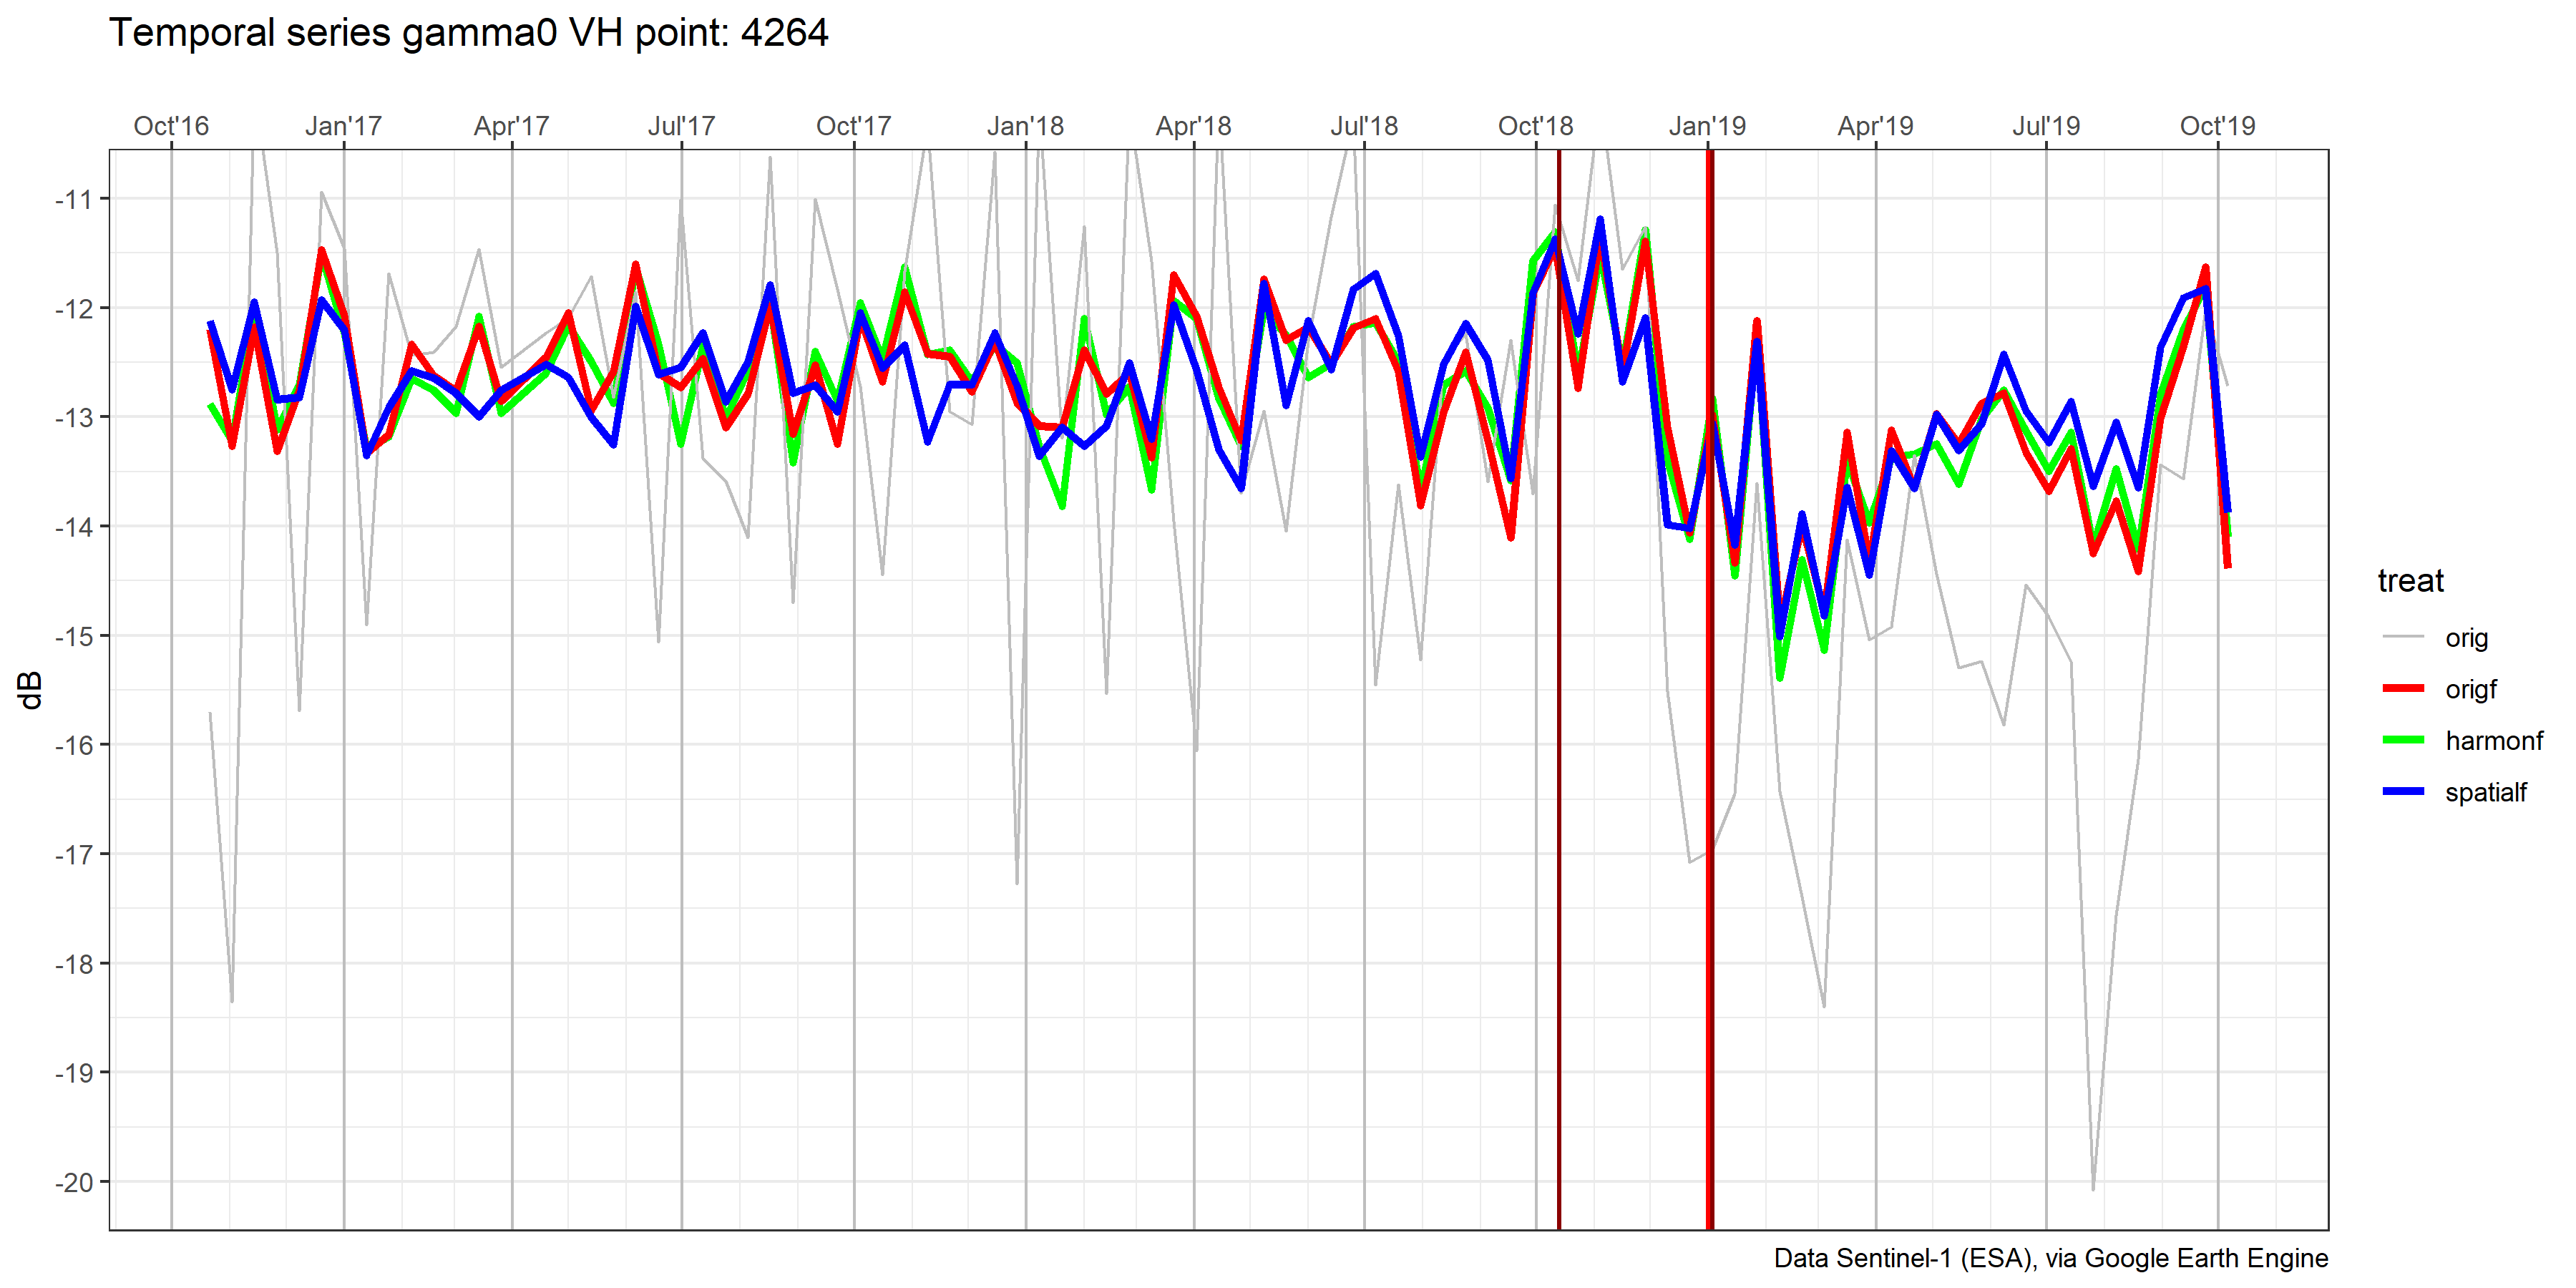 Temporal series gamma0 VH point: 4264
Oct'16 Jan'17 Apr'17 Jul'17 Oct'17 Jan'18 Apr'18 Jul'18 Oct'18 Jan'19 Apr'19 Jul'19 Oct'19
-11
-12
-13
-14
-15
-16
-17
-18
-19
-20
dB
treat
orig
origf
harmonf
spatialf
Data Sentinel-1 (ESA), via Google Earth Engine